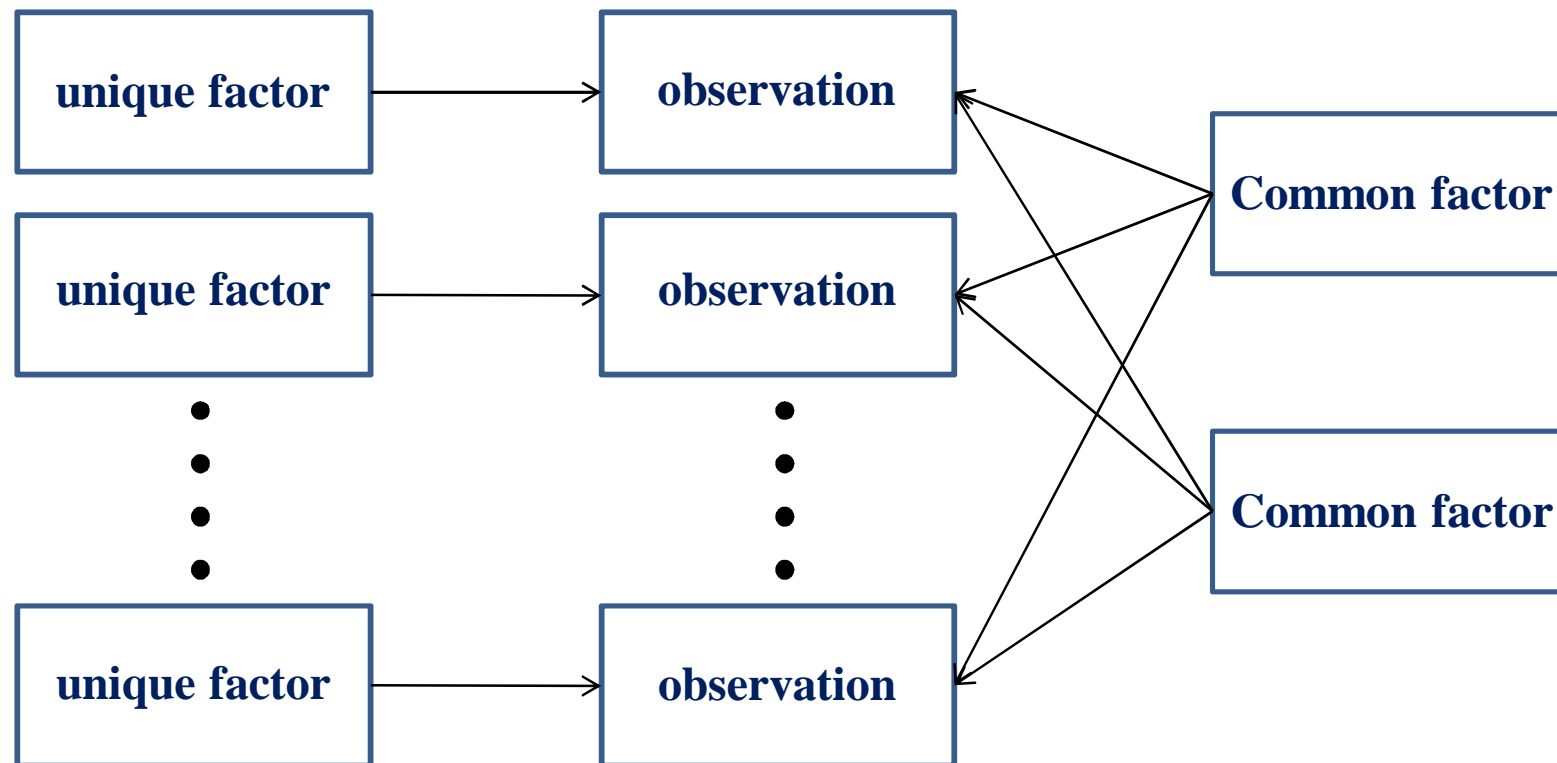 unique factor
observation
Common factor
unique factor
observation
Common factor
unique factor
observation